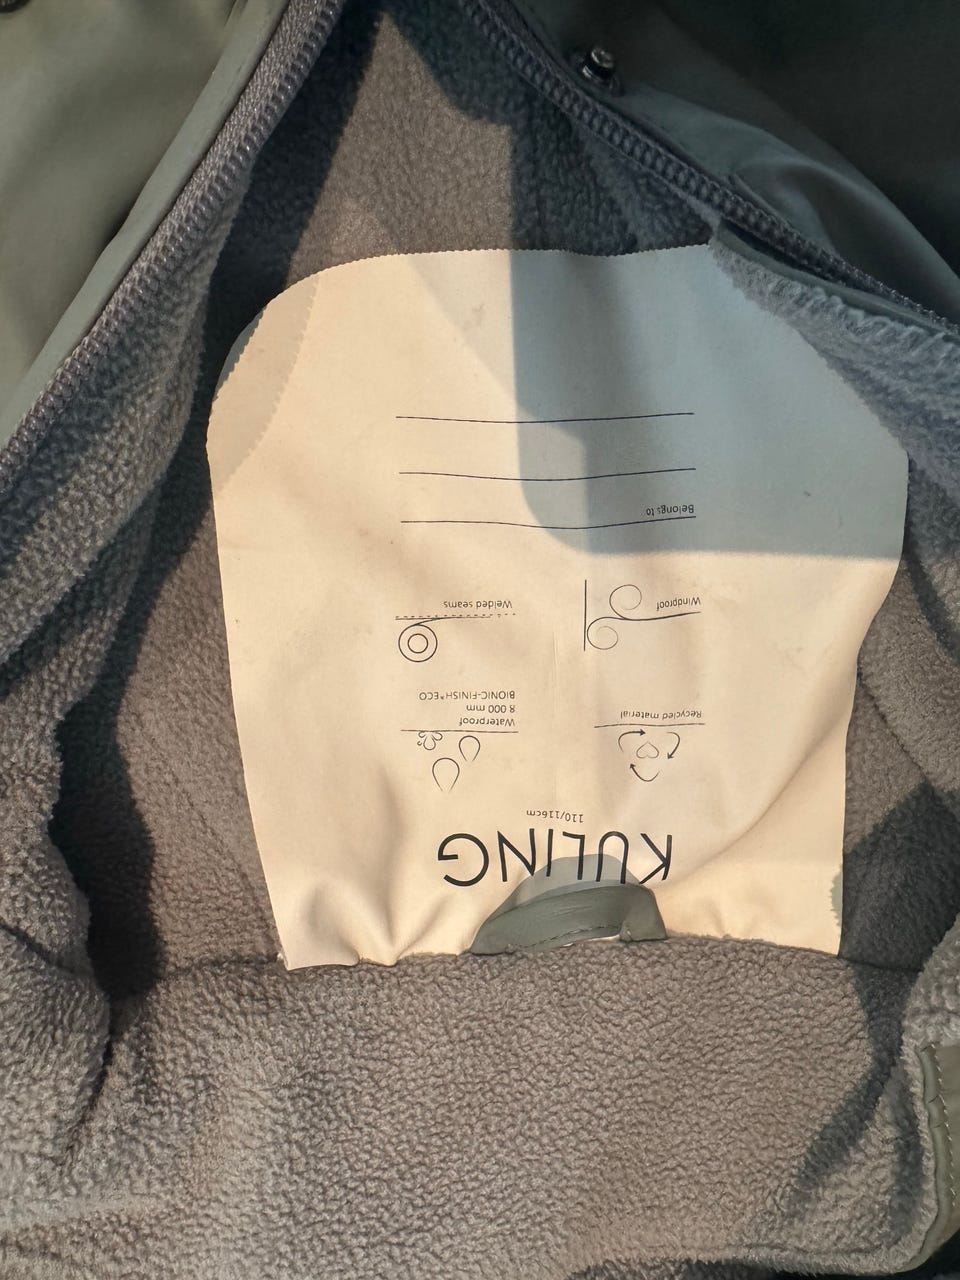 KULING
110/116cm
Recycled material
Waterproof
8 000 mm
BIONIC-FINISH®ECO
Windproof
Welded seams
Belongs to